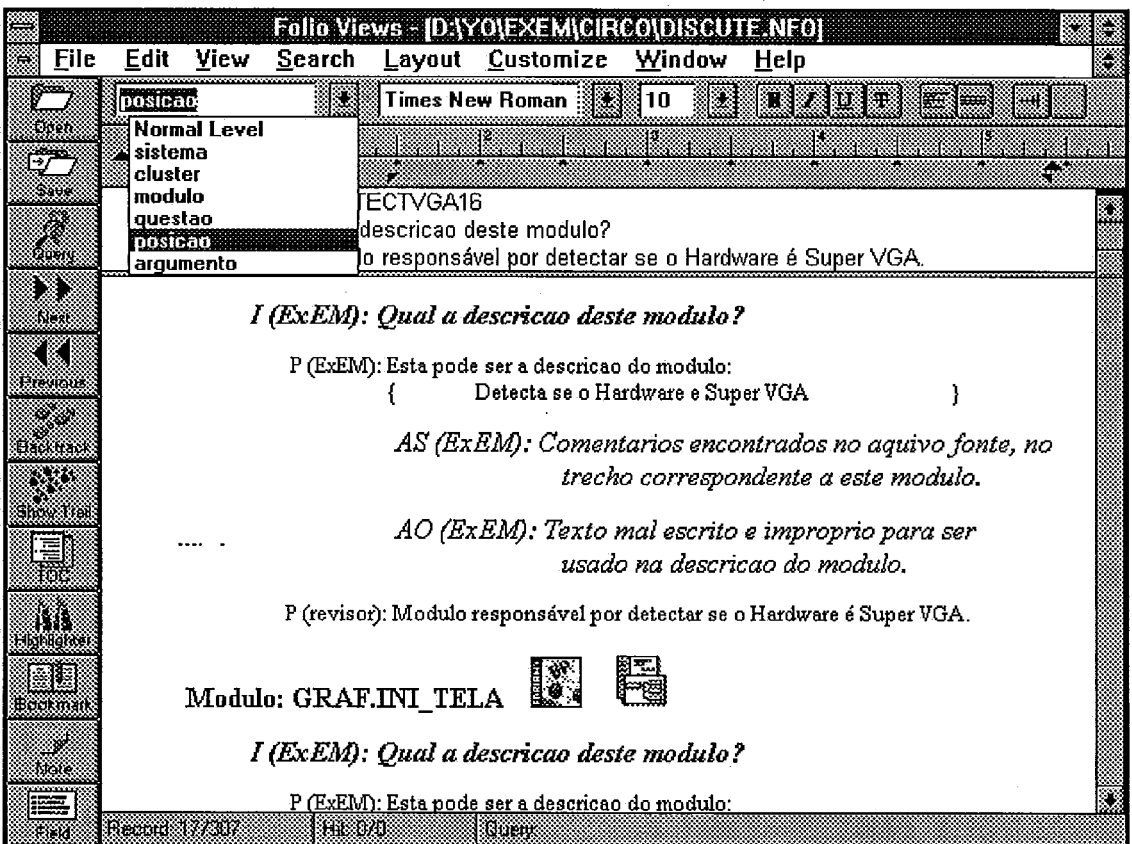 Folio Views - [D:\YO\EXEM\CIRCO\DISCUTE.NFO]
File Edit View Search Layout Customize Window Help
posicao Times New Roman 10 N I U T
Normal Level
sistema
cluster
modulo
questao
posicao
argumento
Open
Save
Query
Next
Previous
Backtrack
Show Trail
TOC
Highlighter
Bookmark
Note
Field
2 3 4 5
TECTVGA16
descricao deste modulo?
o responsável por detectar se o Hardware é Super VGA.
I (ExEM): Qual a descricao deste modulo?
P (ExEM): Esta pode ser a descricao do modulo:
{ Detecta se o Hardware e Super VGA }
AS (ExEM): Comentarios encontrados no aquivo fonte, no
trecho correspondente a este modulo.
AO (ExEM): Texto mal escrito e improprio para ser
usado na descricao do modulo.
P (revisor): Modulo responsável por detectar se o Hardware é Super VGA.
Modulo: GRAF.INI_TELA
I (ExEM): Qual a descricao deste modulo?
P (ExEM): Esta pode ser a descricao do modulo:
Record: 17/307 Hit: 0/0 Query: